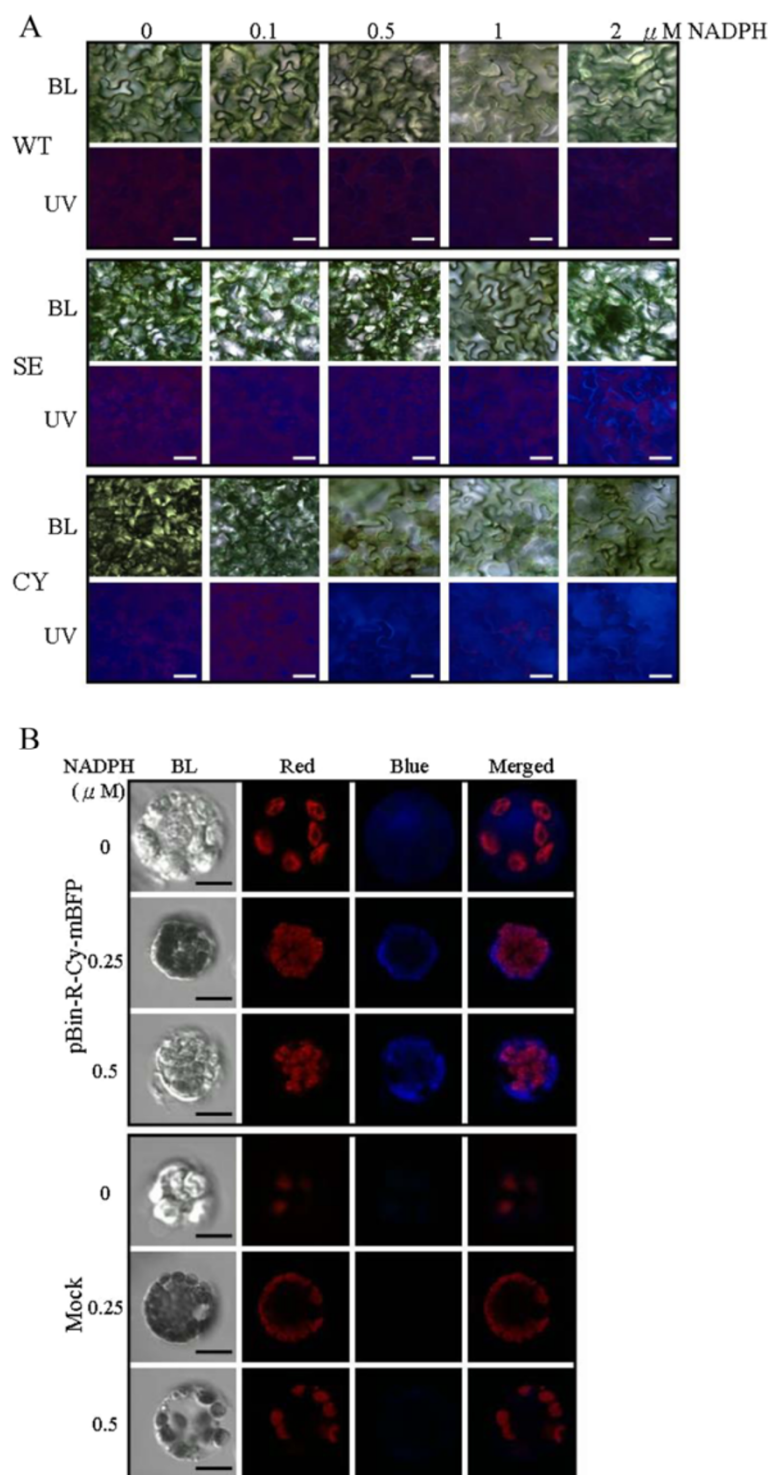 A
0 0.1 0.5 1 2 μM NADPH
BL
WT
UV
BL
SE
UV
BL
CY
UV
B
NADPH BL Red Blue Merged
(μM)
0
0.25
0.5
pBin-R-Cy-mBFP
0
0.25
0.5
Mock